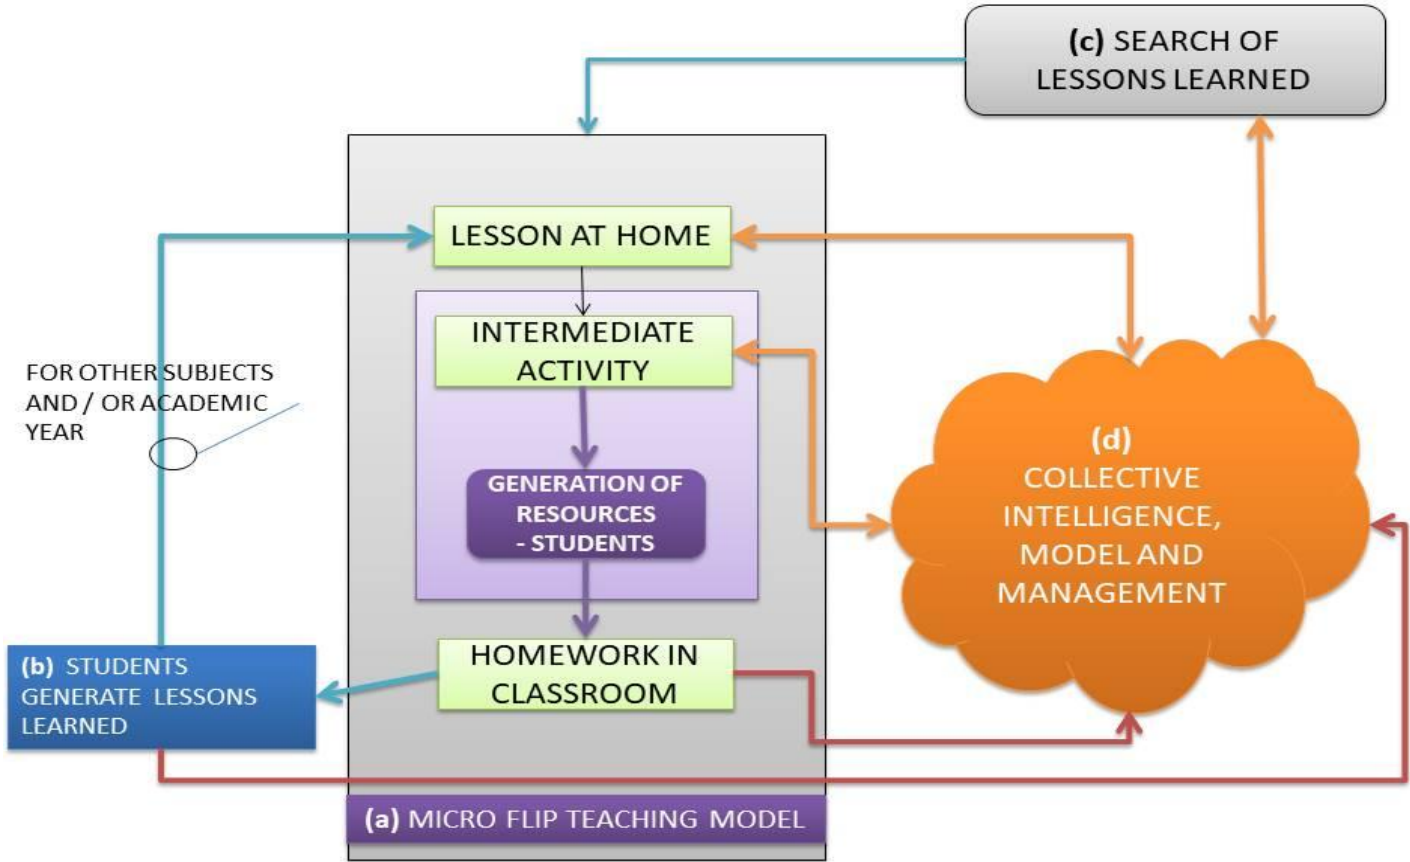 (c) SEARCH OF
LESSONS LEARNED
LESSON AT HOME
INTERMEDIATE
ACTIVITY
FOR OTHER SUBJECTS
AND / OR ACADEMIC
YEAR
(d)
COLLECTIVE
INTELLIGENCE,
MODEL AND
MANAGEMENT
GENERATION OF
RESOURCES
- STUDENTS
HOMEWORK IN
CLASSROOM
(b) STUDENTS
GENERATE LESSONS
LEARNED
(a) MICRO FLIP TEACHING MODEL